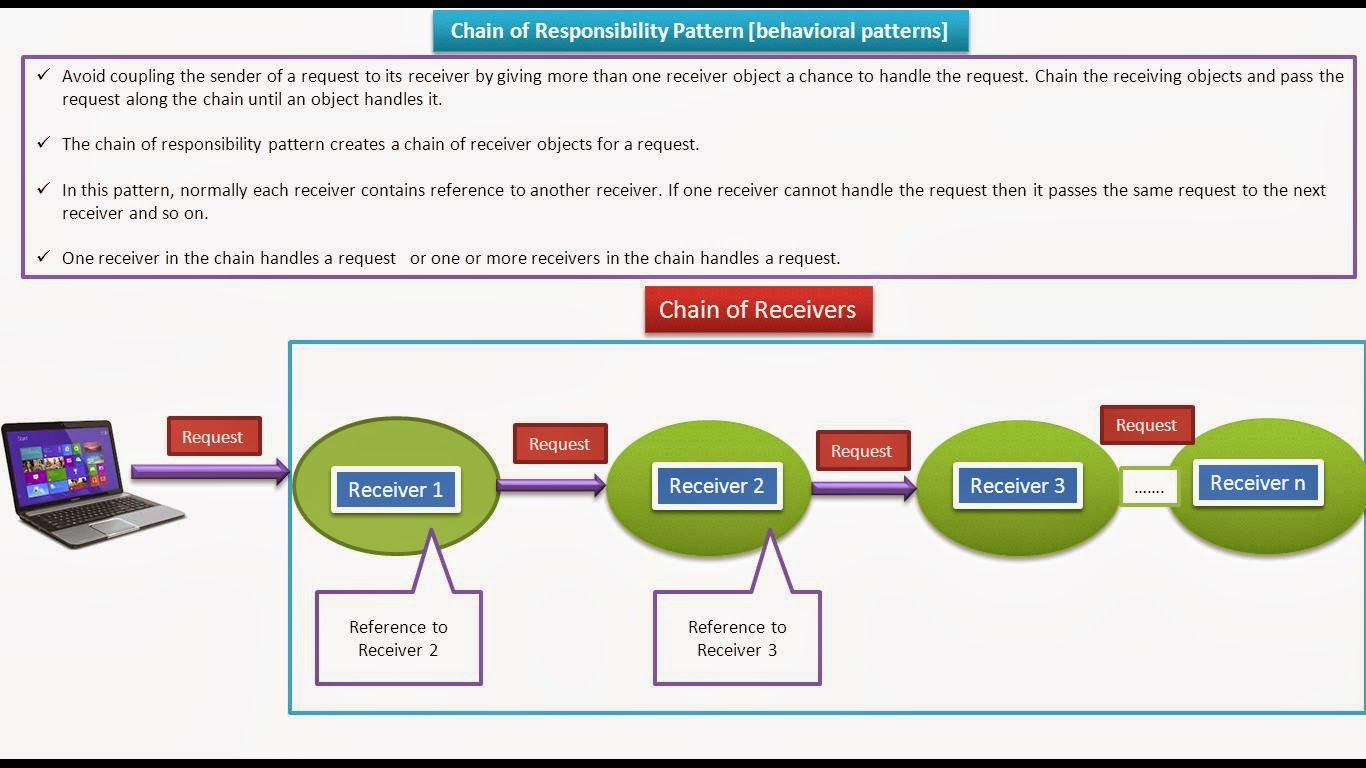 Chain of Responsibility Pattern [behavioral patterns]
✓ Avoid coupling the sender of a request to its receiver by giving more than one receiver object a chance to handle the request. Chain the receiving objects and pass the
request along the chain until an object handles it.
✓ The chain of responsibility pattern creates a chain of receiver objects for a request.
✓ In this pattern, normally each receiver contains reference to another receiver. If one receiver cannot handle the request then it passes the same request to the next
receiver and so on.
✓ One receiver in the chain handles a request   or one or more receivers in the chain handles a request.
Chain of Receivers
Request
Request
Request
Request
Receiver 1
Receiver 2
Receiver 3
.......
Receiver n
Reference to
Receiver 2
Reference to
Receiver 3
Start